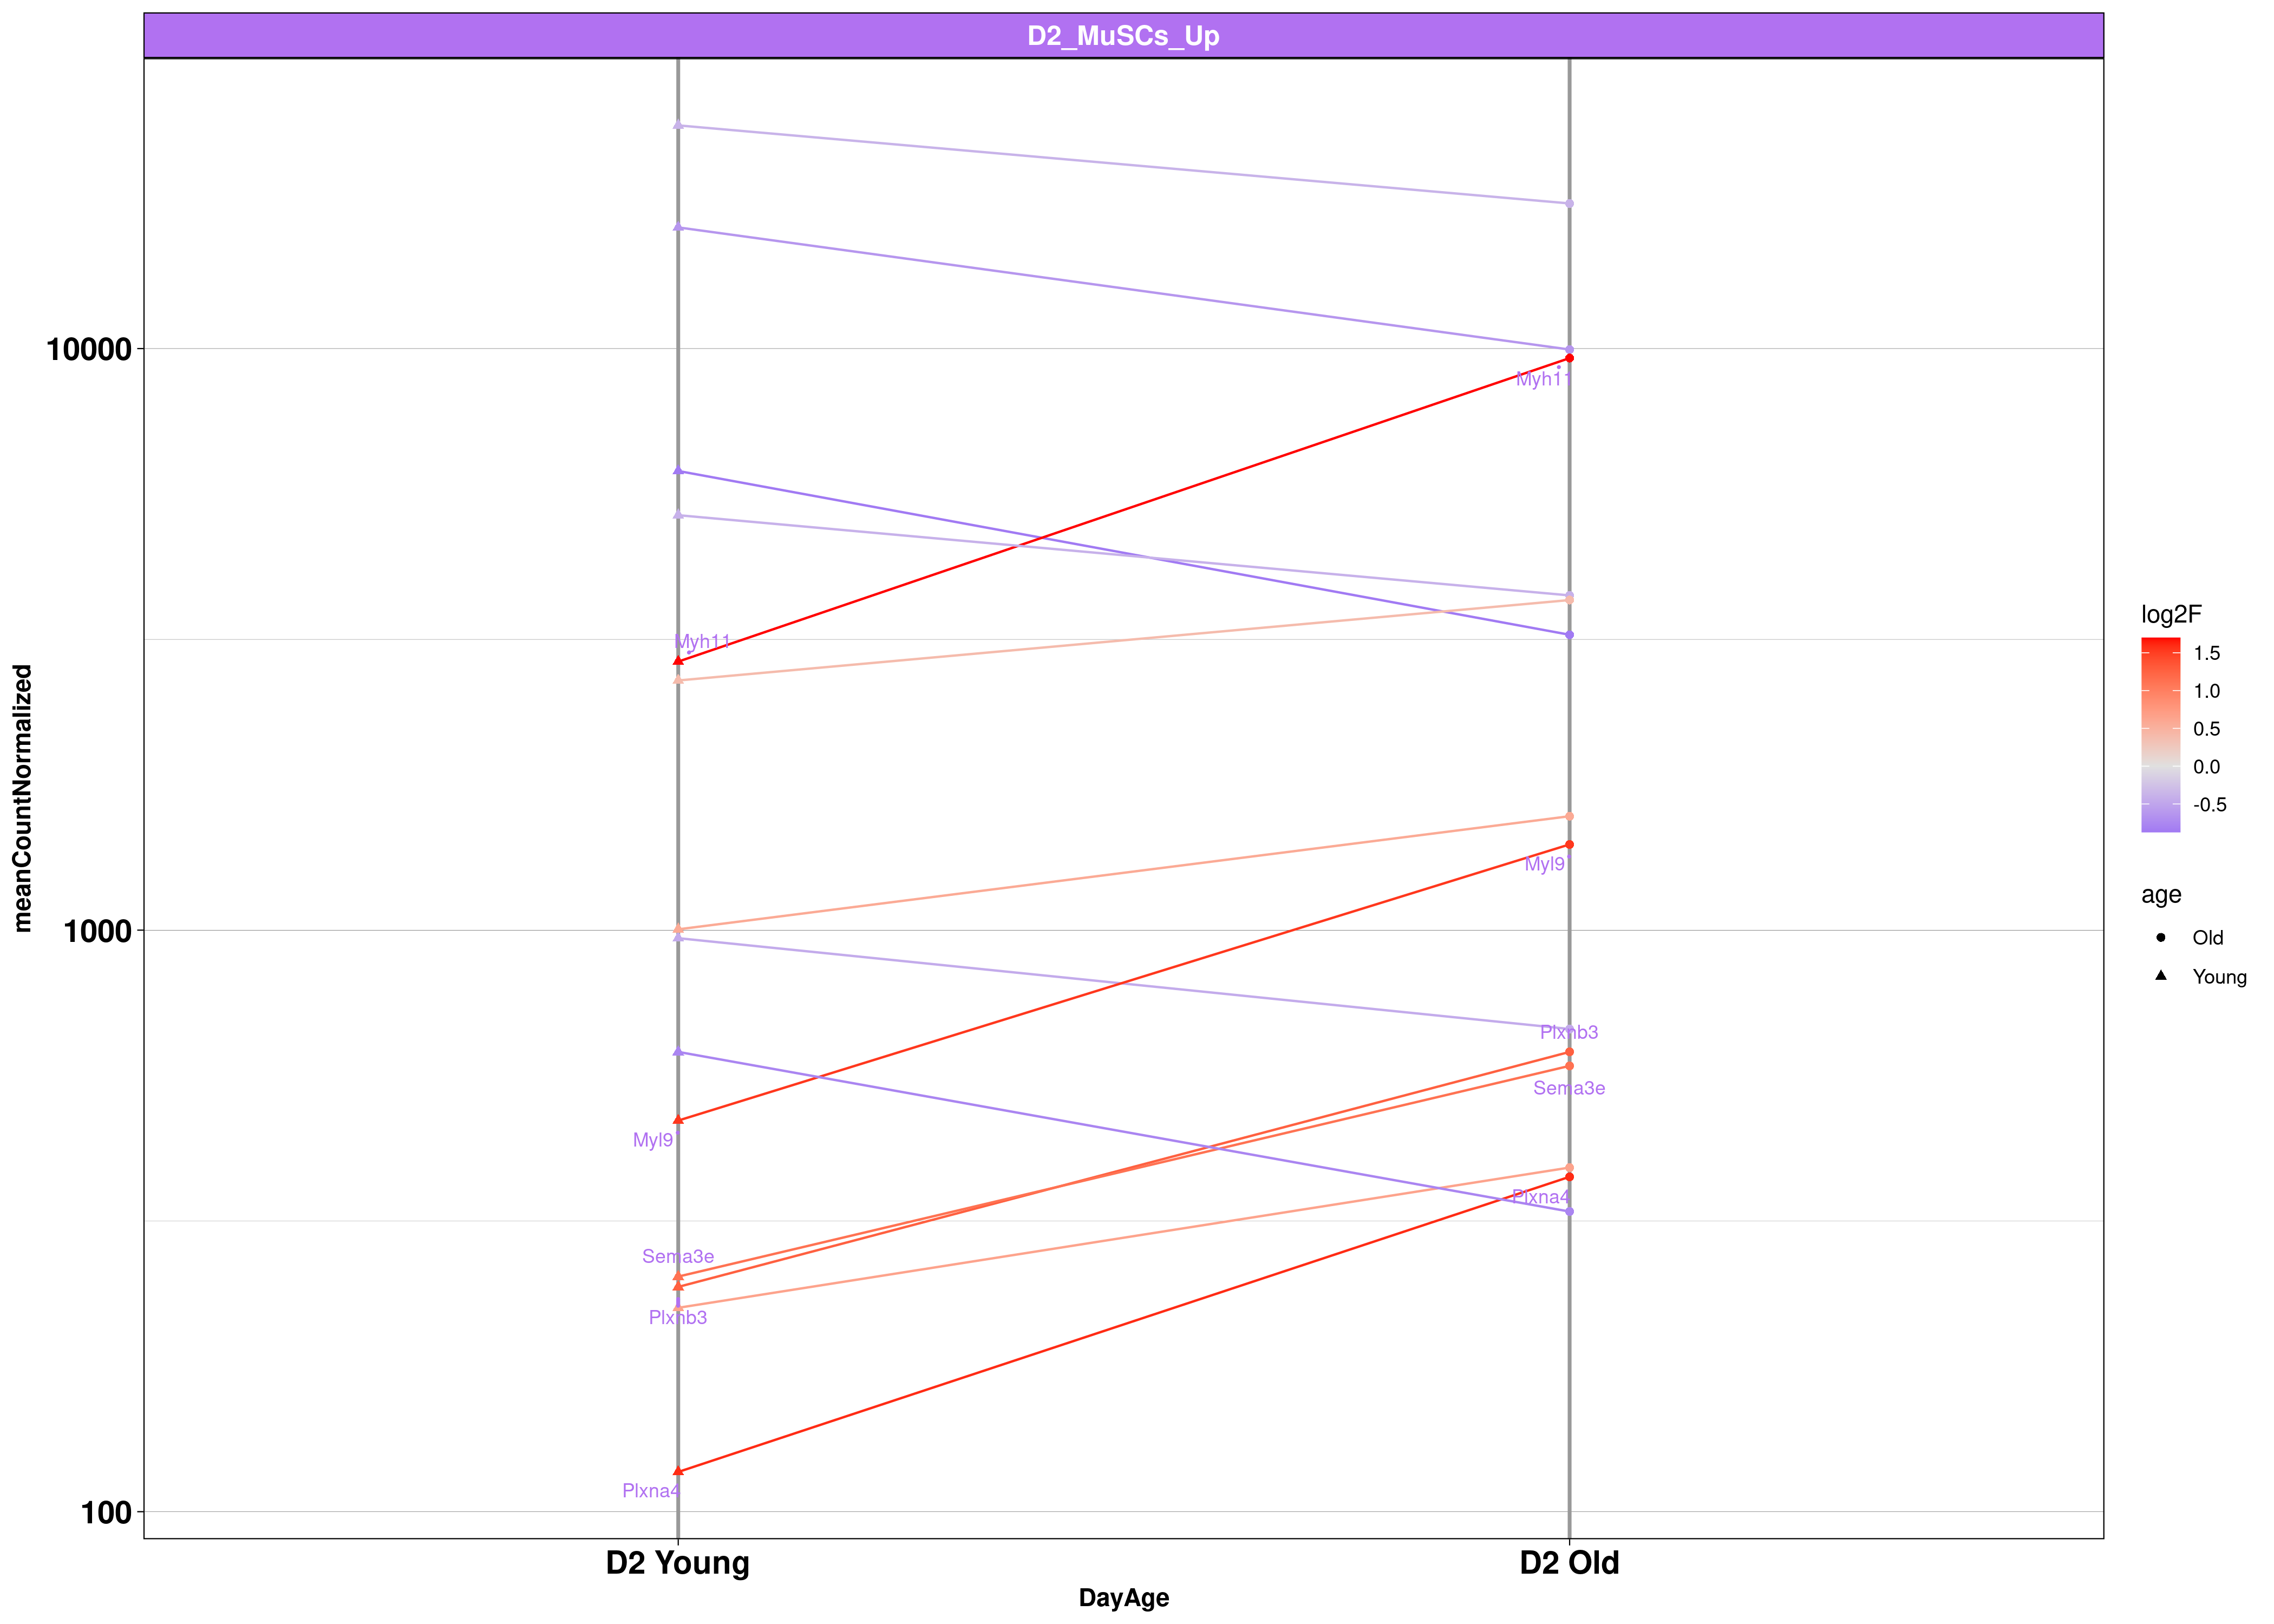 D2_MuSCs_Up
10000
1000
100
meanCountNormalized
Myh11
Myh11
Myl9
Plxnb3
Sema3e
Myl9
Plxna4
Sema3e
Plxnb3
Plxna4
D2 Young
D2 Old
DayAge
log2F
1.5
1.0
0.5
0.0
-0.5
age
Old
Young